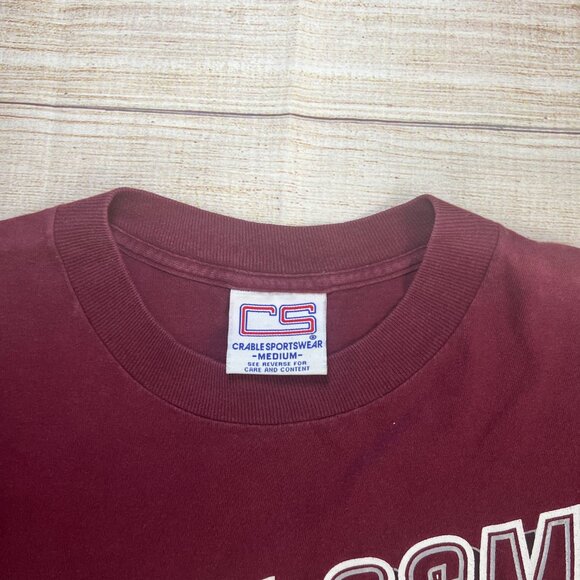 CS
CRABLE SPORTSWEAR®
-MEDIUM-
SEE REVERSE FOR
CARE AND CONTENT